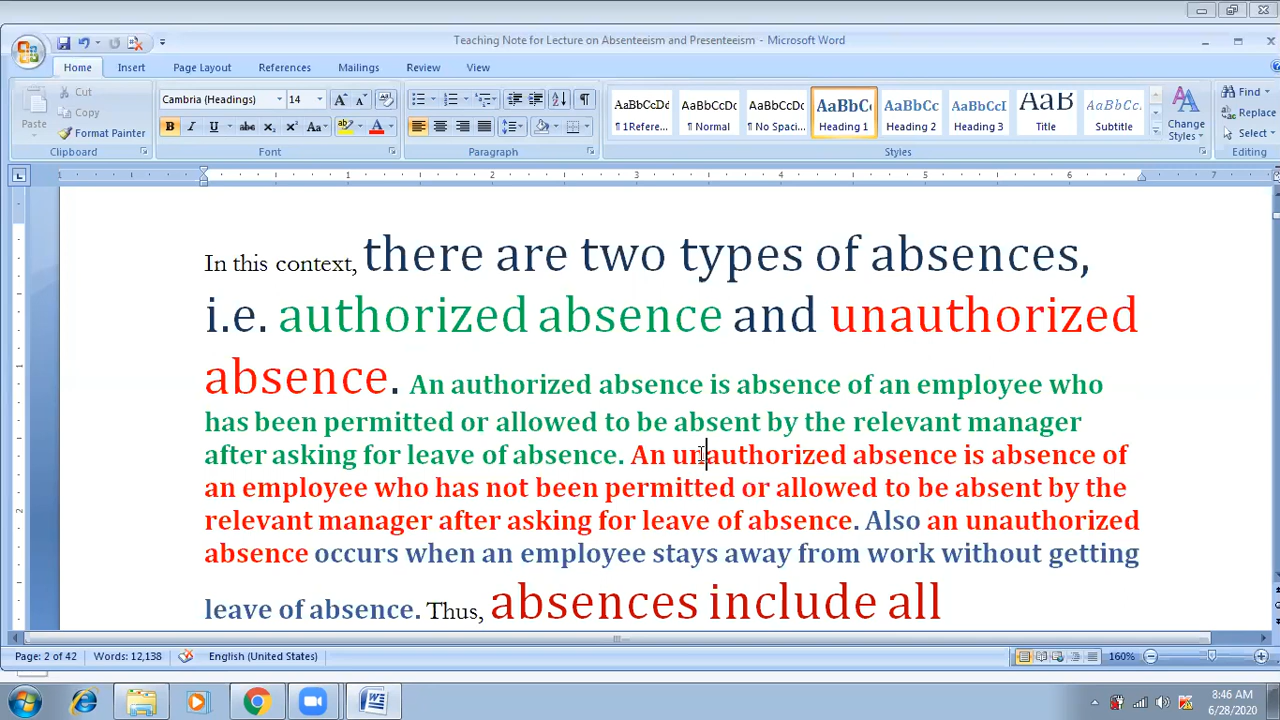 Teaching Note for Lecture on Absenteeism and Presenteeism - Microsoft Word
Home Insert Page Layout References Mailings Review View
Cut
Copy
Paste
Format Painter
Clipboard
Cambria (Headings) 14
Font
Paragraph
AaBbCcDd AaBbCcDc AaBbCcDc AaBbC AaBbCc AaBbCcI AaB AaBbCc.
¶ 1Refere... ¶ Normal ¶ No Spaci... Heading 1 Heading 2 Heading 3 Title Subtitle
Styles
Change Styles
Find
Replace
Select
Editing
In this context, there are two types of absences,
i.e. authorized absence and unauthorized
absence. An authorized absence is absence of an employee who
has been permitted or allowed to be absent by the relevant manager
after asking for leave of absence. An unauthorized absence is absence of
an employee who has not been permitted or allowed to be absent by the
relevant manager after asking for leave of absence. Also an unauthorized
absence occurs when an employee stays away from work without getting
leave of absence. Thus, absences include all
Page: 2 of 42 Words: 12,138 English (United States) 160%
8:46 AM
6/28/2020